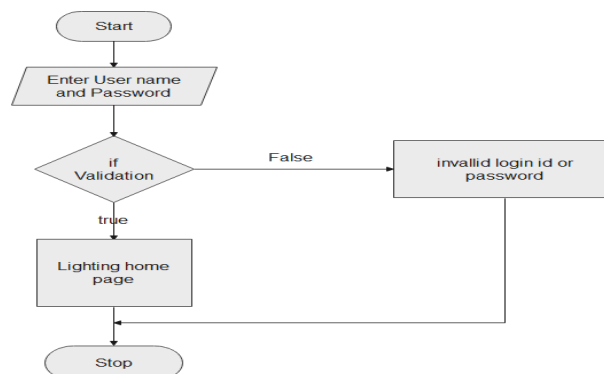 Start
Enter User name
and Password
if
Validation
False
invallid login id or
password
true
Lighting home
page
Stop